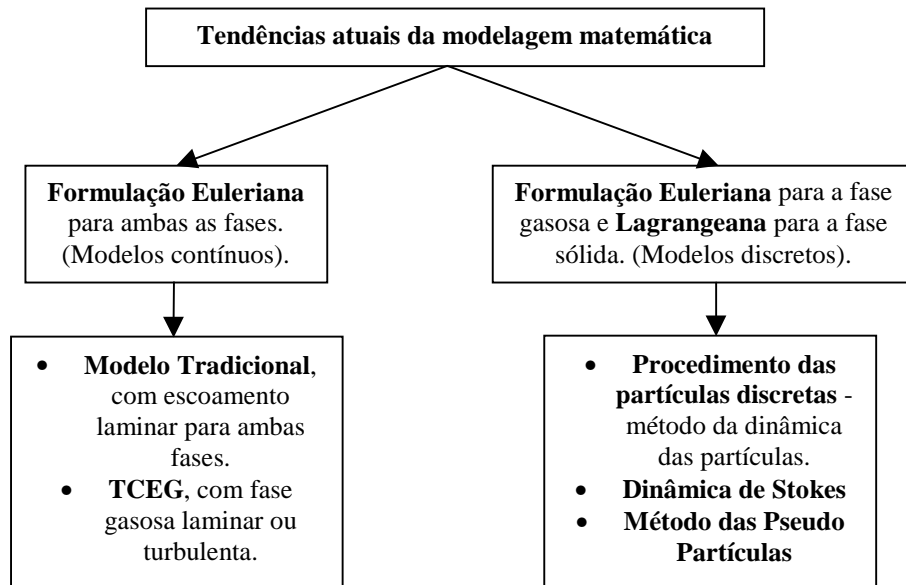 Tendências atuais da modelagem matemática
Formulação Euleriana
para ambas as fases.
(Modelos contínuos).
Formulação Euleriana para a fase
gasosa e Lagrangeana para a fase
sólida. (Modelos discretos).
• Modelo Tradicional,
com escoamento
laminar para ambas
fases.
• TCEG, com fase
gasosa laminar ou
turbulenta.
• Procedimento das
partículas discretas -
método da dinâmica
das partículas.
• Dinâmica de Stokes
• Método das Pseudo
Partículas